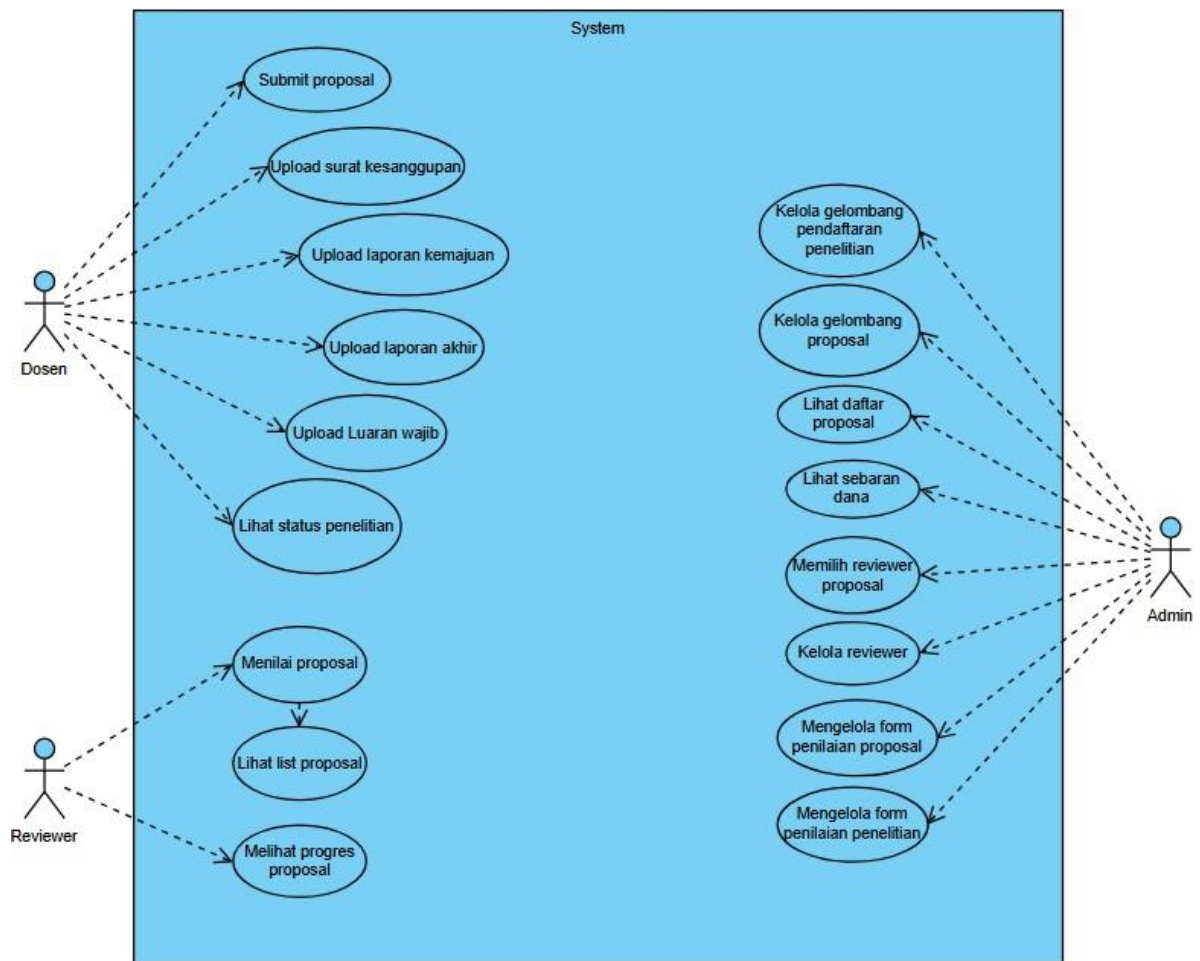 System
Submit proposal
Upload surat kesanggupan
Upload laporan kemajuan
Upload laporan akhir
Upload Luaran wajib
Lihat status penelitian
Dosen
Menilai proposal
Lihat list proposal
Melihat progres
proposal
Reviewer
Kelola gelombang
pendaftaran
penelitian
Kelola gelombang
proposal
Lihat daftar
proposal
Lihat sebaran
dana
Memilih reviewer
proposal
Kelola reviewer
Mengelola form
penilaian proposal
Mengelola form
penilaian penelitian
Admin